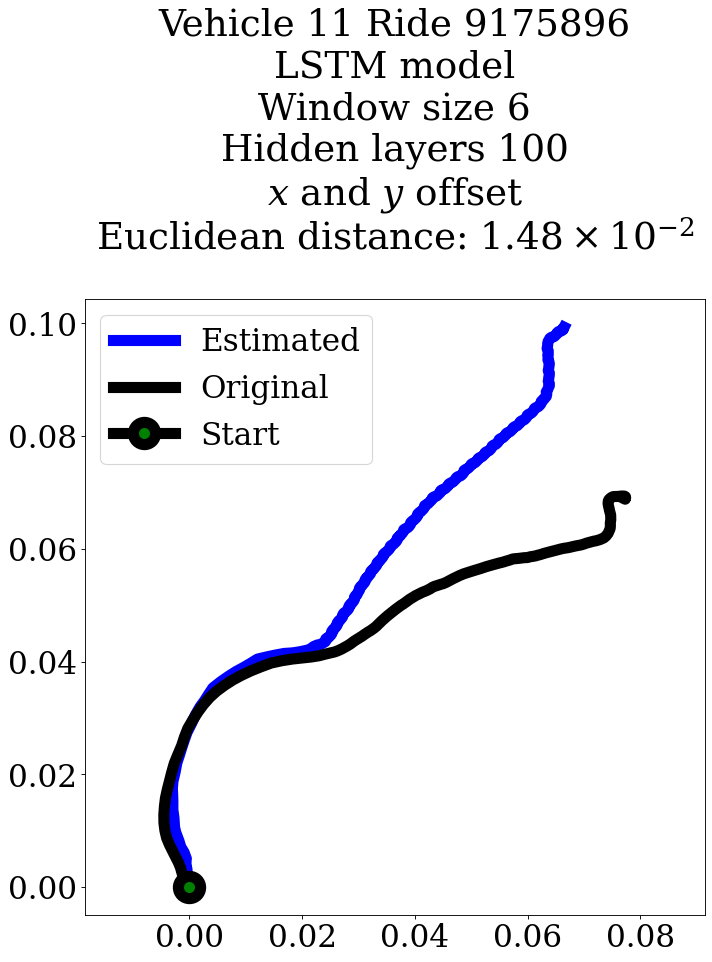 Vehicle 11 Ride 9175896
LSTM model
Window size 6
Hidden layers 100
x and y offset
Euclidean distance: 1.48 × 10⁻²
Estimated
Original
Start
0.10
0.08
0.06
0.04
0.02
0.00
0.00 0.02 0.04 0.06 0.08